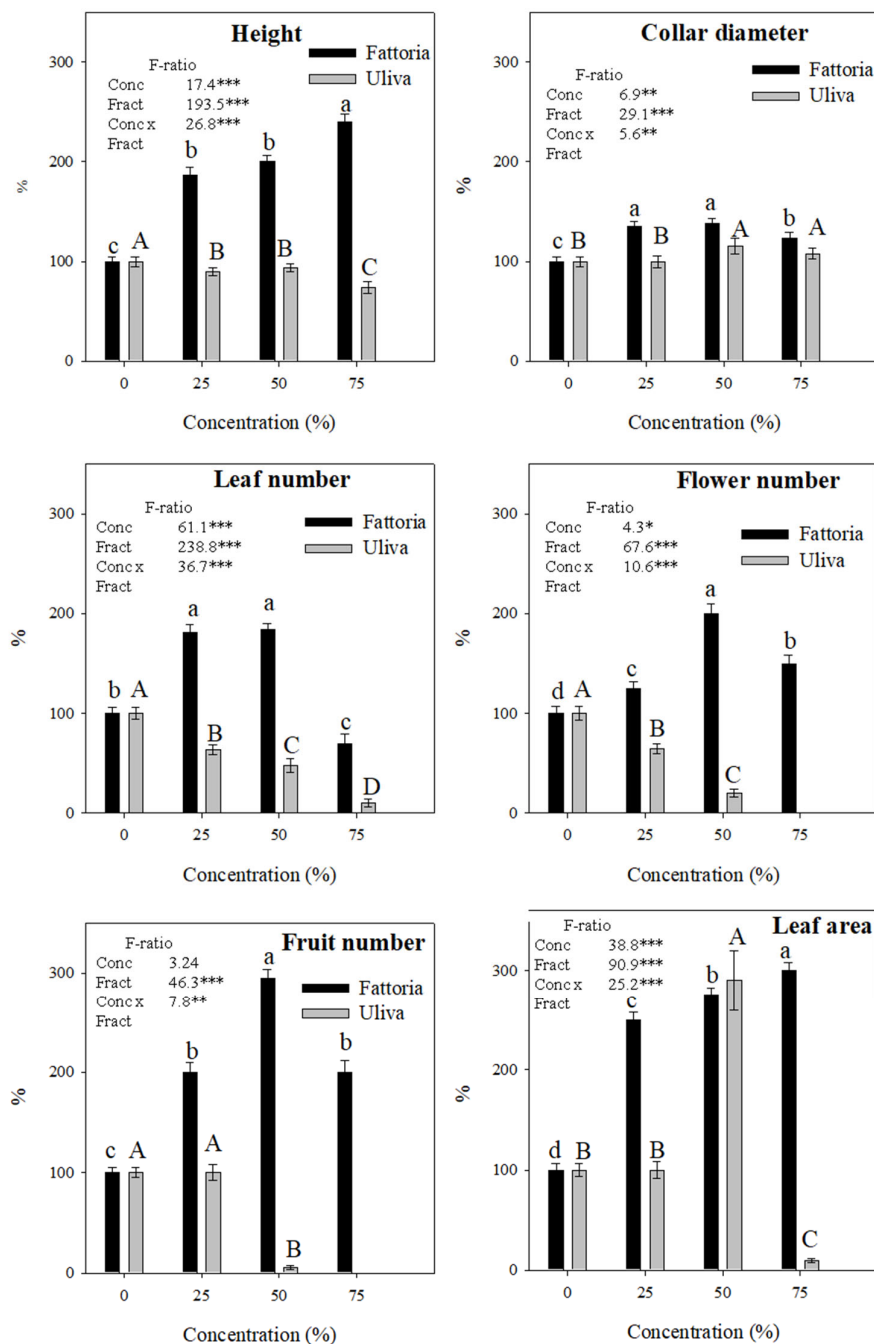 Height
Fattoria
Uliva
F-ratio
Conc 17.4***
Fract 193.5***
Conc x 26.8***
Fract
300
200
100
0
%
c A b B b B a C
0 25 50 75
Concentration (%)
Collar diameter
Fattoria
Uliva
F-ratio
Conc 6.9**
Fract 29.1***
Conc x 5.6**
Fract
300
200
100
0
%
c B a B a A b A
0 25 50 75
Concentration (%)
Leaf number
Fattoria
Uliva
F-ratio
Conc 61.1***
Fract 238.8***
Conc x 36.7***
Fract
300
200
100
0
%
b A a B a C c D
0 25 50 75
Concentration (%)
Flower number
Fattoria
Uliva
F-ratio
Conc 4.3*
Fract 67.6***
Conc x 10.6***
Fract
300
200
100
0
%
d A c B a C b
0 25 50 75
Concentration (%)
Fruit number
Fattoria
Uliva
F-ratio
Conc 3.24
Fract 46.3***
Conc x 7.8**
Fract
300
200
100
0
%
c A b A a B b
0 25 50 75
Concentration (%)
Leaf area
F-ratio
Conc 38.8***
Fract 90.9***
Conc x 25.2***
Fract
300
200
100
0
%
d B c B b A a C
0 25 50 75
Concentration (%)